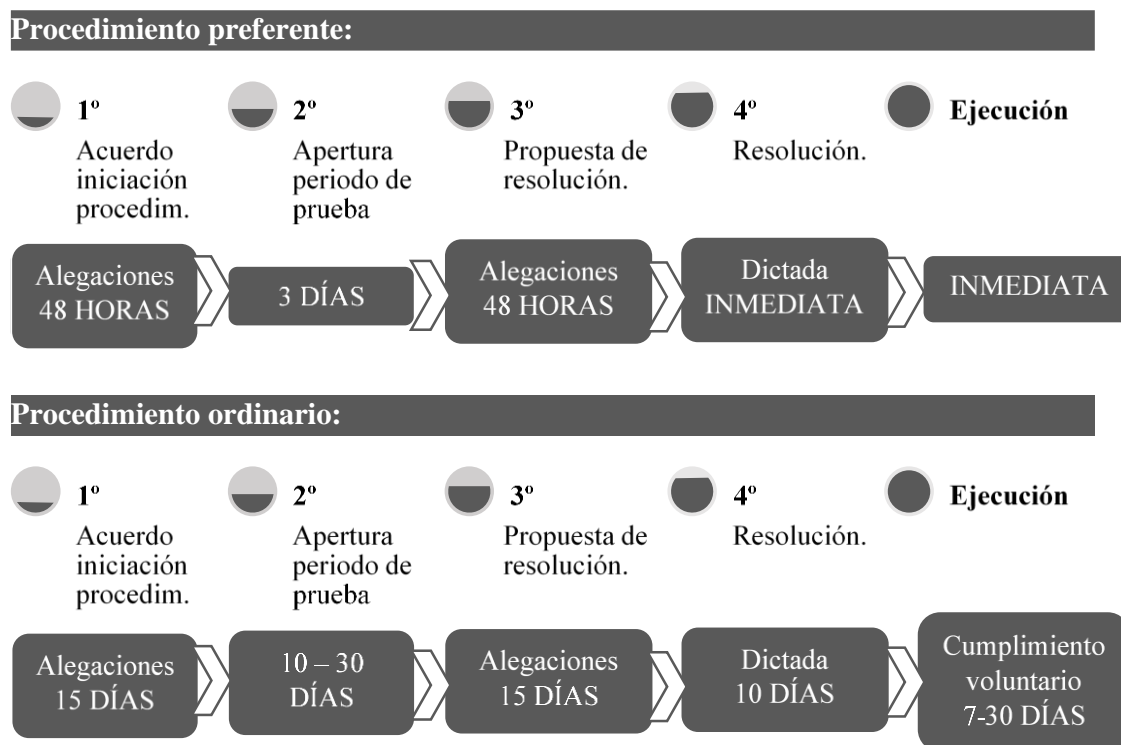 Procedimiento preferente:
1º
Acuerdo
iniciación
procedim.
2º
Apertura
periodo de
prueba
3º
Propuesta de
resolución.
4º
Resolución.
Ejecución
Alegaciones
48 HORAS
3 DÍAS
Alegaciones
48 HORAS
Dictada
INMEDIATA
INMEDIATA
Procedimiento ordinario:
1º
Acuerdo
iniciación
procedim.
2º
Apertura
periodo de
prueba
3º
Propuesta de
resolución.
4º
Resolución.
Ejecución
Alegaciones
15 DÍAS
10 – 30
DÍAS
Alegaciones
15 DÍAS
Dictada
10 DÍAS
Cumplimiento
voluntario
7-30 DÍAS